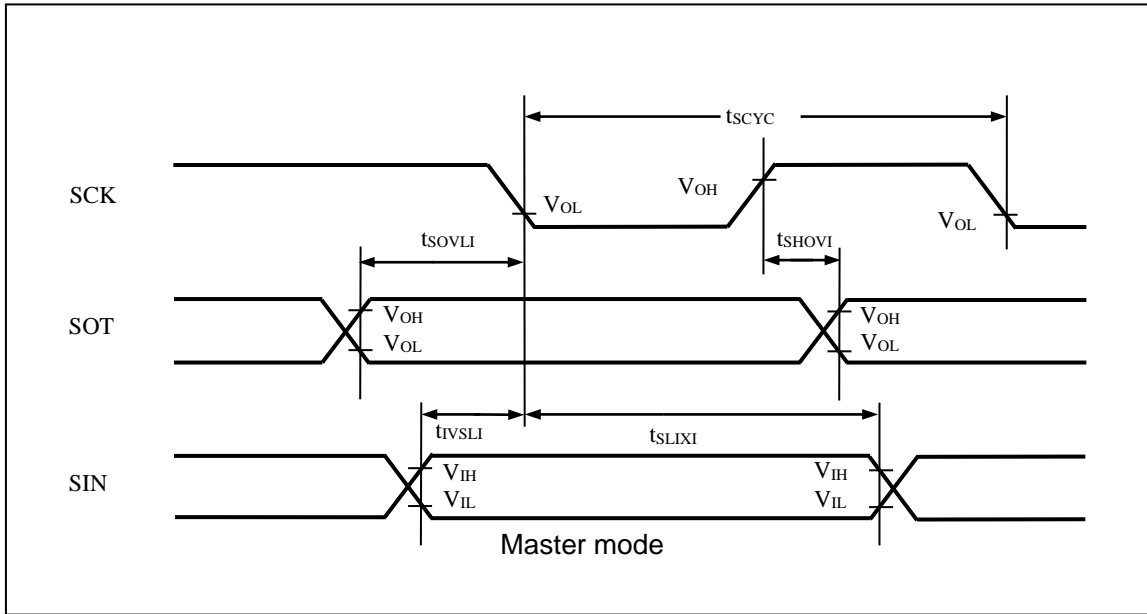 tSCYC
SCK
VOL
VOH
VOL
tSOVLI
tSHOVI
SOT
VOH
VOL
VOH
VOL
tIVSLI
tSLIXI
SIN
VIH
VIL
VIH
VIL
Master mode